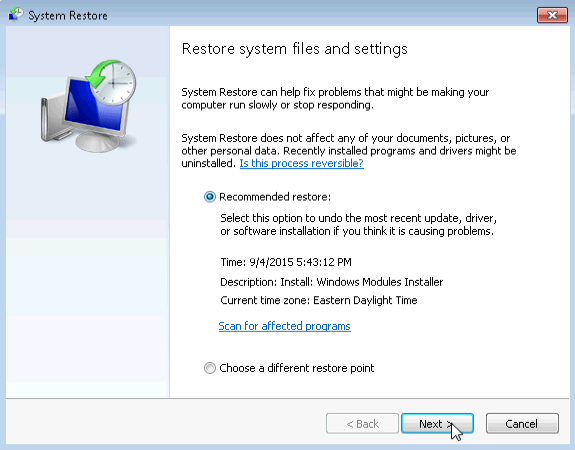 System Restore
Restore system files and settings
System Restore can help fix problems that might be making your
computer run slowly or stop responding.
System Restore does not affect any of your documents, pictures, or
other personal data. Recently installed programs and drivers might be
uninstalled. Is this process reversible?
Recommended restore:
Select this option to undo the most recent update, driver,
or software installation if you think it is causing problems.
Time: 9/4/2015 5:43:12 PM
Description: Install: Windows Modules Installer
Current time zone: Eastern Daylight Time
Scan for affected programs
Choose a different restore point
< Back Next > Cancel